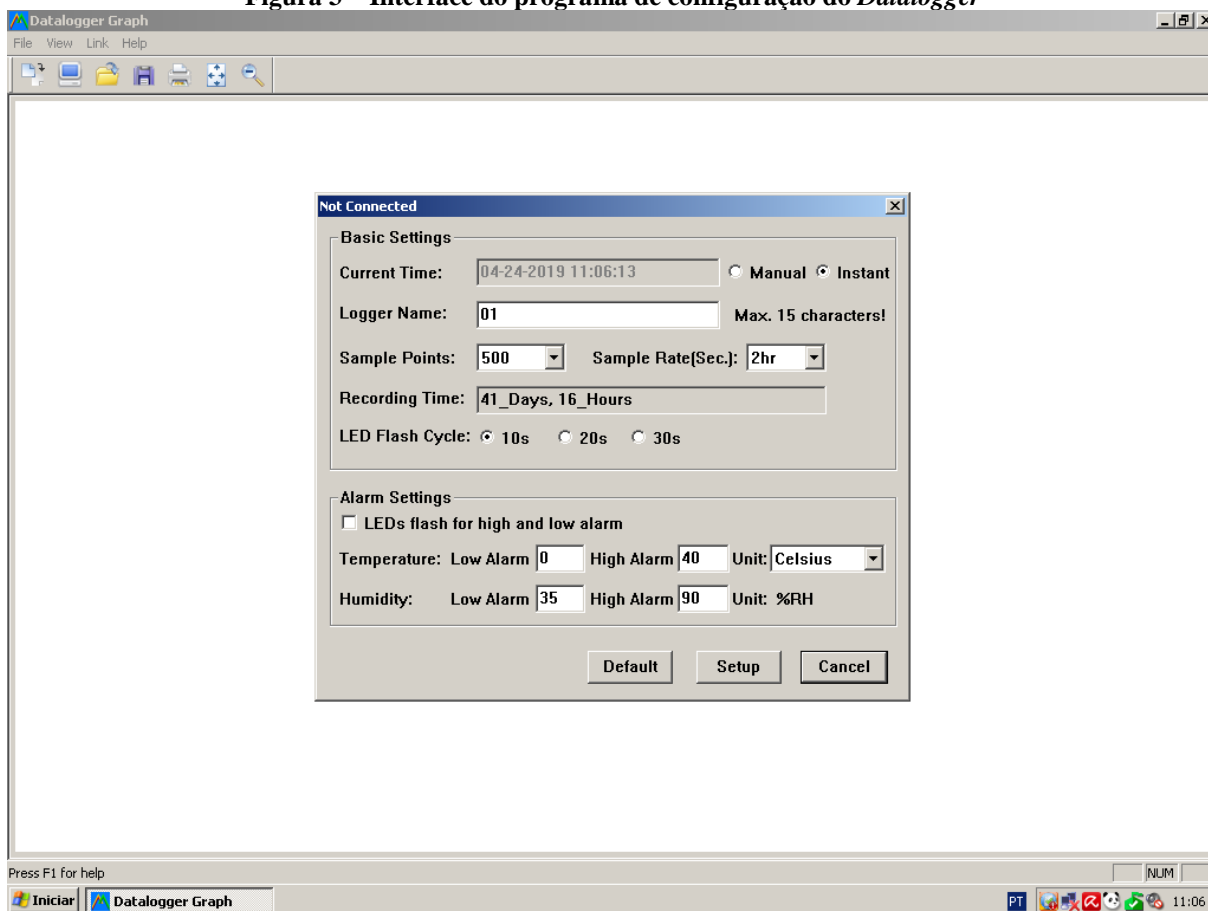 Figura 3 – Interface do programa de configuração do Datalogger
Datalogger Graph
File View Link Help
Not Connected
Basic Settings
Current Time: 04-24-2019 11:06:13 Manual Instant
Logger Name: 01 Max. 15 characters!
Sample Points: 500 Sample Rate(Sec.): 2hr
Recording Time: 41_Days, 16_Hours
LED Flash Cycle: 10s 20s 30s
Alarm Settings
LEDs flash for high and low alarm
Temperature: Low Alarm 0 High Alarm 40 Unit: Celsius
Humidity: Low Alarm 35 High Alarm 90 Unit: %RH
Default Setup Cancel
Press F1 for help NUM
Iniciar Datalogger Graph PT 11:06